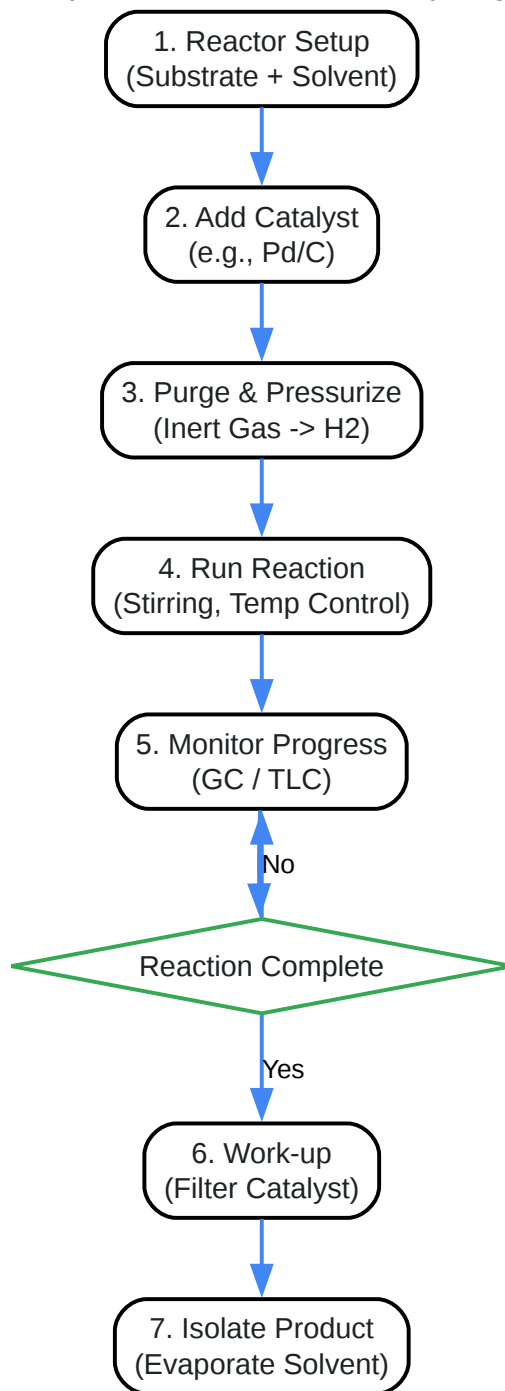 1. Reactor Setup
(Substrate + Solvent)
2. Add Catalyst
(e.g., Pd/C)
3. Purge & Pressurize
(Inert Gas -> H2)
4. Run Reaction
(Stirring, Temp Control)
5. Monitor Progress
(GC / TLC)
No
Reaction Complete
Yes
6. Work-up
(Filter Catalyst)
7. Isolate Product
(Evaporate Solvent)